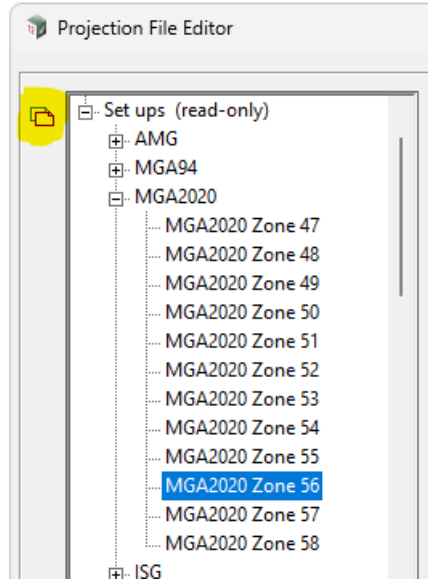 Projection File Editor
Set ups (read-only)
AMG
MGA94
MGA2020
MGA2020 Zone 47
MGA2020 Zone 48
MGA2020 Zone 49
MGA2020 Zone 50
MGA2020 Zone 51
MGA2020 Zone 52
MGA2020 Zone 53
MGA2020 Zone 54
MGA2020 Zone 55
MGA2020 Zone 56
MGA2020 Zone 57
MGA2020 Zone 58
ISG